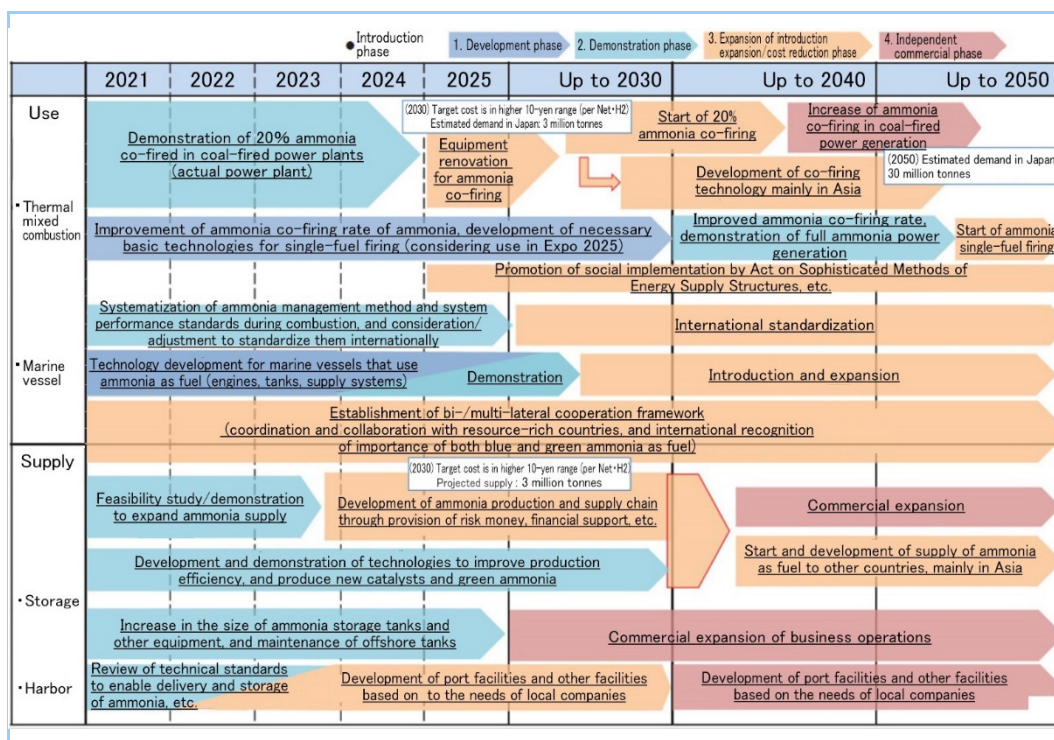 ● Introduction
phase
1. Development phase
2. Demonstration phase
3. Expansion of introduction
expansion/cost reduction phase
4. Independent
commercial phase
2021
2022
2023
2024
2025
Up to 2030
Up to 2040
Up to 2050
Use
Demonstration of 20% ammonia
co-fired in coal-fired power plants
(actual power plant)
(2030) Target cost is in higher 10-yen range (per Net・H2)
Estimated demand in Japan: 3 million tonnes
Equipment
renovation
for ammonia
co-firing
Start of 20%
ammonia co-firing
Increase of ammonia
co-firing in coal-fired
power generation
(2050) Estimated demand in Japan
30 million tonnes
Development of co-firing
technology mainly in Asia
・Thermal
mixed
combustion
Improvement of ammonia co-firing rate of ammonia, development of necessary
basic technologies for single-fuel firing (considering use in Expo 2025)
Improved ammonia co-firing rate,
demonstration of full ammonia power
generation
Start of ammonia
single-fuel firing
Promotion of social implementation by Act on Sophisticated Methods of
Energy Supply Structures, etc.
Systematization of ammonia management method and system
performance standards during combustion, and consideration/
adjustment to standardize them internationally
International standardization
・Marine
vessel
Technology development for marine vessels that use
ammonia as fuel (engines, tanks, supply systems)
Demonstration
Introduction and expansion
Establishment of bi-/multi-lateral cooperation framework
(coordination and collaboration with resource-rich countries, and international recognition
of importance of both blue and green ammonia as fuel)
Supply
(2030) Target cost is in higher 10-yen range (per Net・H2)
Projected supply : 3 million tonnes
Feasibility study/demonstration
to expand ammonia supply
Development of ammonia production and supply chain
through provision of risk money, financial support, etc.
Commercial expansion
Development and demonstration of technologies to improve production
efficiency, and produce new catalysts and green ammonia
Start and development of supply of ammonia
as fuel to other countries, mainly in Asia
・Storage
Increase in the size of ammonia storage tanks and
other equipment, and maintenance of offshore tanks
Commercial expansion of business operations
・Harbor
Review of technical standards
to enable delivery and storage
of ammonia, etc.
Development of port facilities and other facilities
based on to the needs of local companies
Development of port facilities and other facilities
based on the needs of local companies